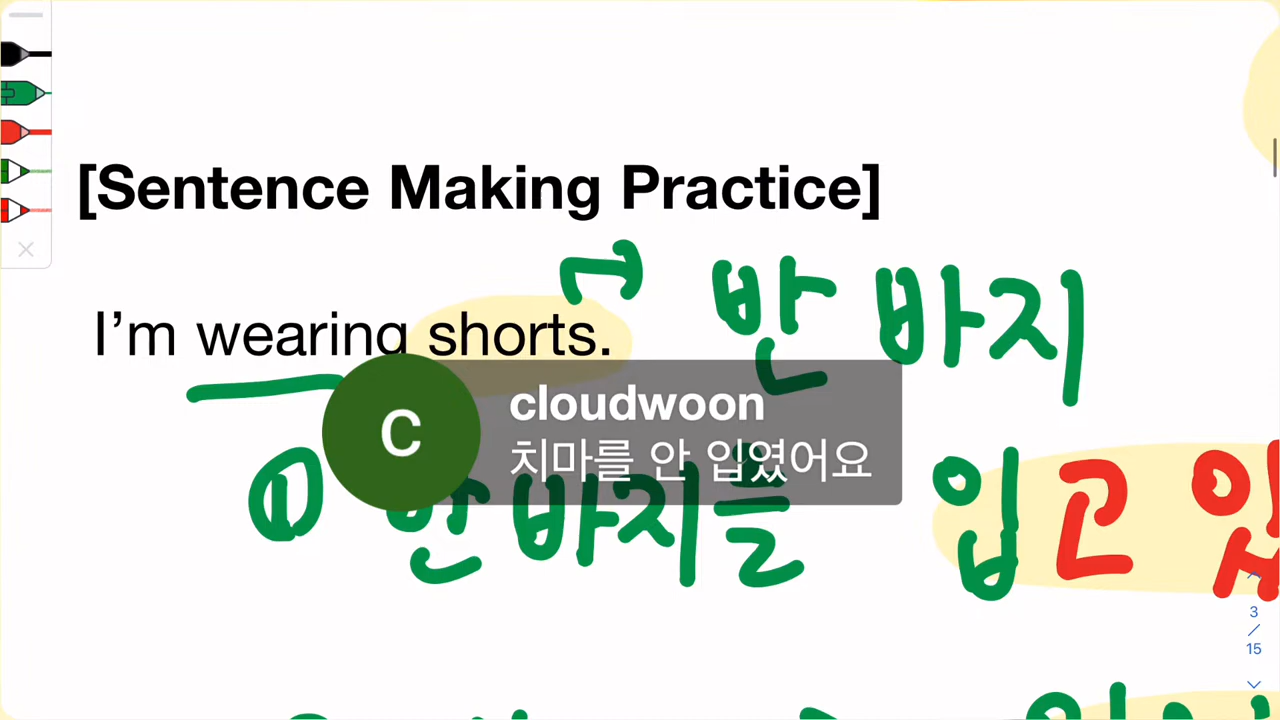 [Sentence Making Practice]
I’m wearing shorts.
반 바지
C
cloudwoon
치마를 안 입였어요
① 반 바지를 입고 있
3
/
15